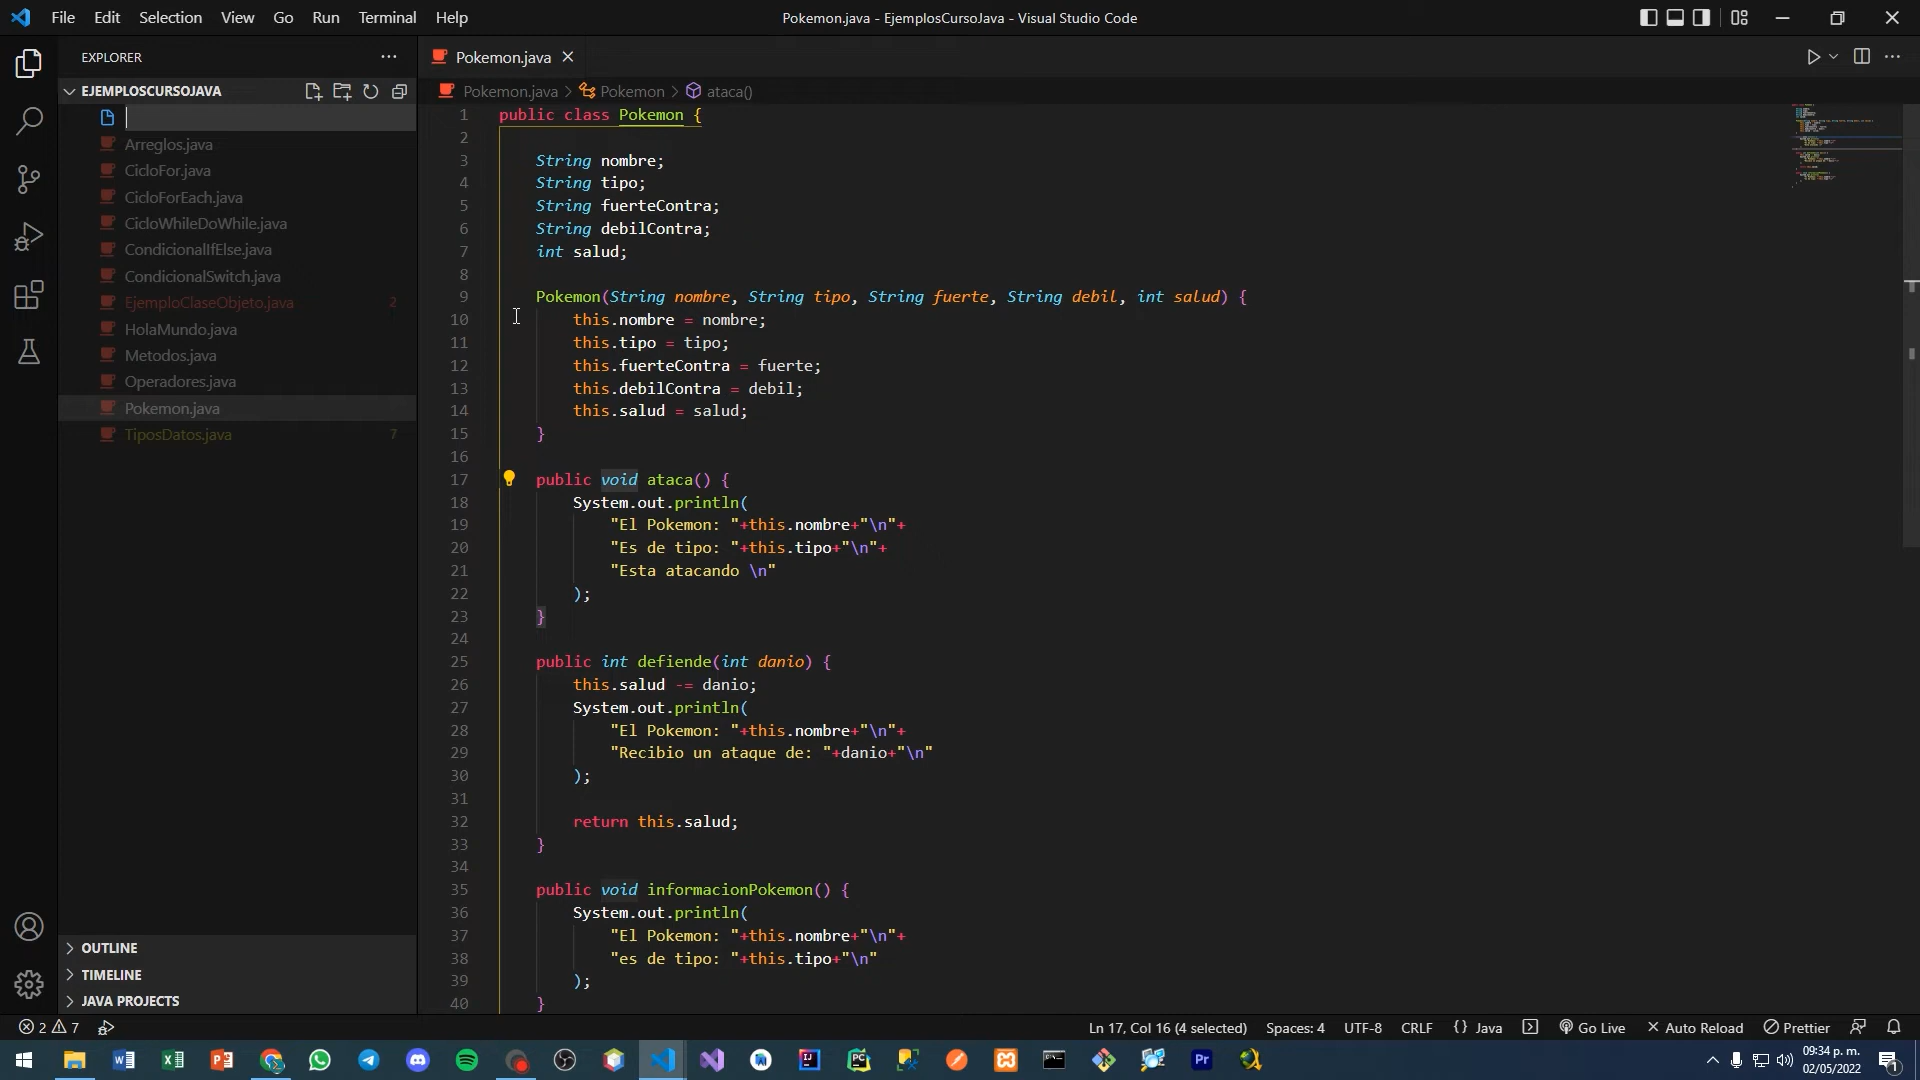 File Edit Selection View Go Run Terminal Help
Pokemon.java - EjemplosCursoJava - Visual Studio Code
EXPLORER
EJEMPLOSCURSOJAVA
Arreglos.java
CicloFor.java
CicloForEach.java
CicloWhileDoWhile.java
CondicionalIfElse.java
CondicionalSwitch.java
EjemploClaseObjeto.java 2
HolaMundo.java
Metodos.java
Operadores.java
Pokemon.java
TiposDatos.java 7
OUTLINE
TIMELINE
JAVA PROJECTS
Pokemon.java
Pokemon.java > Pokemon > ataca()
1 public class Pokemon {
2
3 String nombre;
4 String tipo;
5 String fuerteContra;
6 String debilContra;
7 int salud;
8
9 Pokemon(String nombre, String tipo, String fuerte, String debil, int salud) {
10 this.nombre = nombre;
11 this.tipo = tipo;
12 this.fuerteContra = fuerte;
13 this.debilContra = debil;
14 this.salud = salud;
15 }
16
17 public void ataca() {
18 System.out.println(
19 "El Pokemon: "+this.nombre+"\n"+
20 "Es de tipo: "+this.tipo+"\n"+
21 "Esta atacando \n"
22 );
23 }
24
25 public int defiende(int danio) {
26 this.salud -= danio;
27 System.out.println(
28 "El Pokemon: "+this.nombre+"\n"+
29 "Recibio un ataque de: "+danio+"\n"
30 );
31
32 return this.salud;
33 }
34
35 public void informacionPokemon() {
36 System.out.println(
37 "El Pokemon: "+this.nombre+"\n"+
38 "es de tipo: "+this.tipo+"\n"
39 );
40 }
2 7
Ln 17, Col 16 (4 selected) Spaces: 4 UTF-8 CRLF {} Java Go Live Auto Reload Prettier
09:34 p. m.
02/05/2022